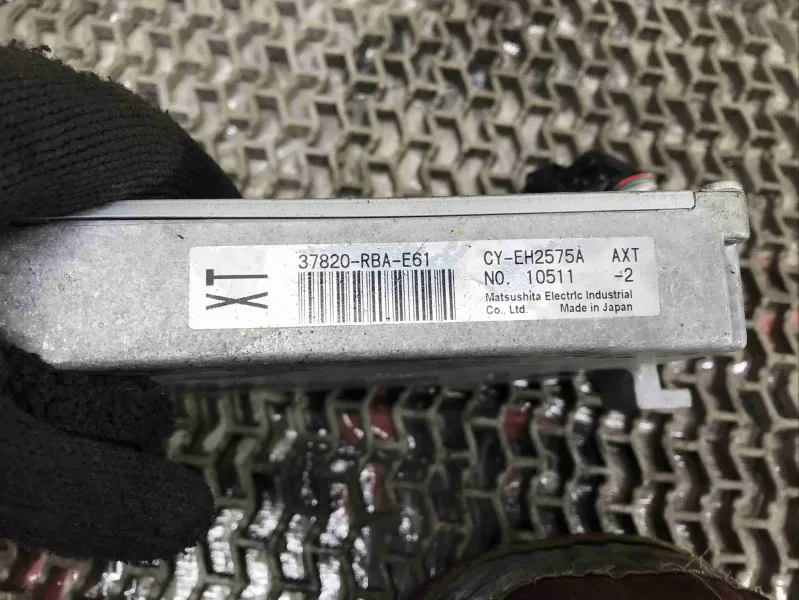 XT
37820-RBA-E61
CY-EH2575A AXT
NO. 10511 -2
Matsushita Electric Industrial
Co., Ltd. Made in Japan